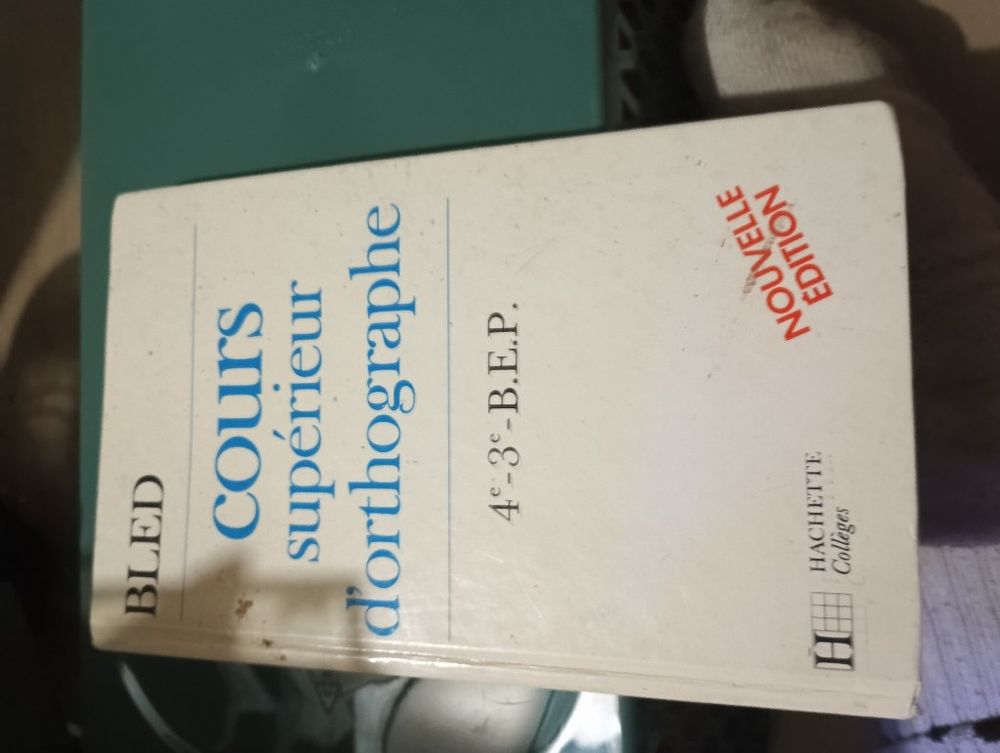 BLED
cours
supérieur
d'orthographe
4e-3e-B.E.P.
NOUVELLE
ÉDITION
H
HACHETTE
Collèges